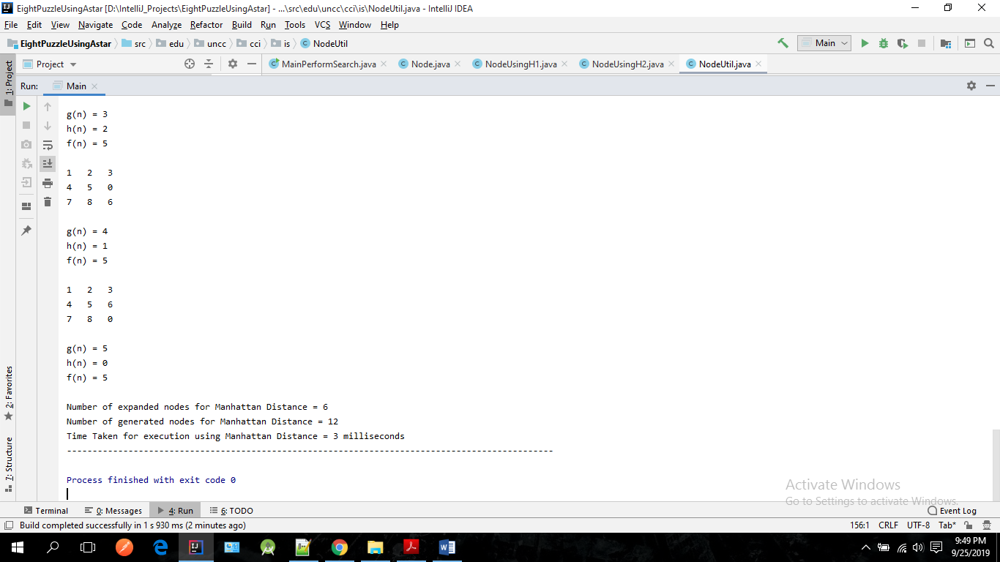 EightPuzzleUsingAstar [D:\IntelliJ_Projects\EightPuzzleUsingAstar] - ...\src\edu\uncc\cci\is\NodeUtil.java - IntelliJ IDEA
File Edit View Navigate Code Analyze Refactor Build Run Tools VCS Window Help
EightPuzzleUsingAstar src edu uncc cci is NodeUtil Main
1: Project
Project MainPerformSearch.java Node.java NodeUsingH1.java NodeUsingH2.java NodeUtil.java
Run: Main
g(n) = 3
h(n) = 2
f(n) = 5
1 2 3
4 5 0
7 8 6
g(n) = 4
h(n) = 1
f(n) = 5
1 2 3
4 5 6
7 8 0
g(n) = 5
h(n) = 0
f(n) = 5
2: Favorites
Number of expanded nodes for Manhattan Distance = 6
Number of generated nodes for Manhattan Distance = 12
Time Taken for execution using Manhattan Distance = 3 milliseconds
-----------------------------------------------------------------------------------------------
7: Structure
Process finished with exit code 0
Activate Windows
Go to Settings to activate Windows.
Terminal 0: Messages 4: Run 6: TODO Event Log
Build completed successfully in 1 s 930 ms (2 minutes ago) 156:1 CRLF UTF-8 Tab*
9:49 PM
9/25/2019